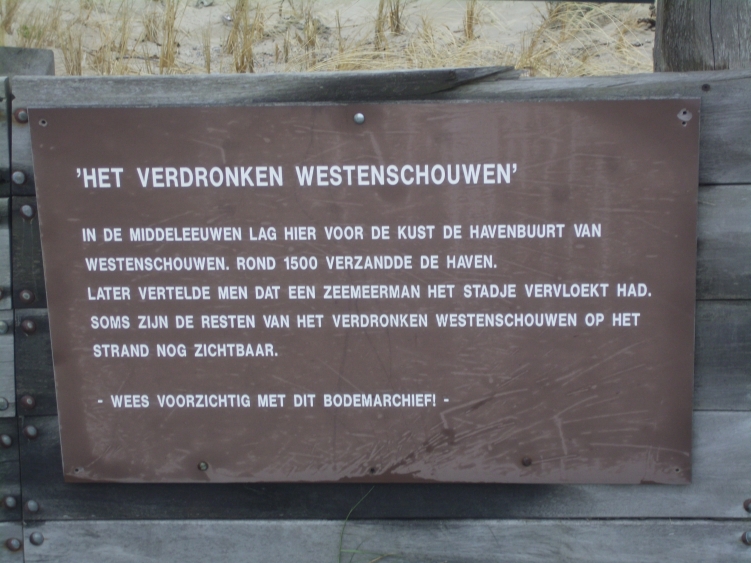 'HET VERDRONKEN WESTENSCHOUWEN'
IN DE MIDDELEEUWEN LAG HIER VOOR DE KUST DE HAVENBUURT VAN
WESTENSCHOUWEN. ROND 1500 VERZANDDE DE HAVEN.
LATER VERTELDE MEN DAT EEN ZEEMEERMAN HET STADJE VERVLOEKT HAD.
SOMS ZIJN DE RESTEN VAN HET VERDRONKEN WESTENSCHOUWEN OP HET
STRAND NOG ZICHTBAAR.
- WEES VOORZICHTIG MET DIT BODEMARCHIEF! -